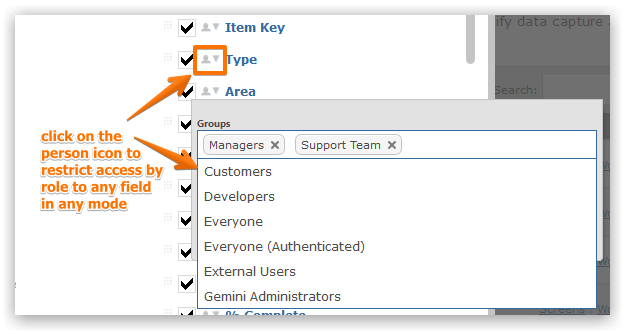 Item Key
ify data capture
Type
Search:
Area
Groups
click on the
person icon to
restrict access by
role to any field
in any mode
Managers
Support Team
Customers
Developers
Everyone
Everyone (Authenticated)
External Users
Gemini Administrators
% Complete
Screens